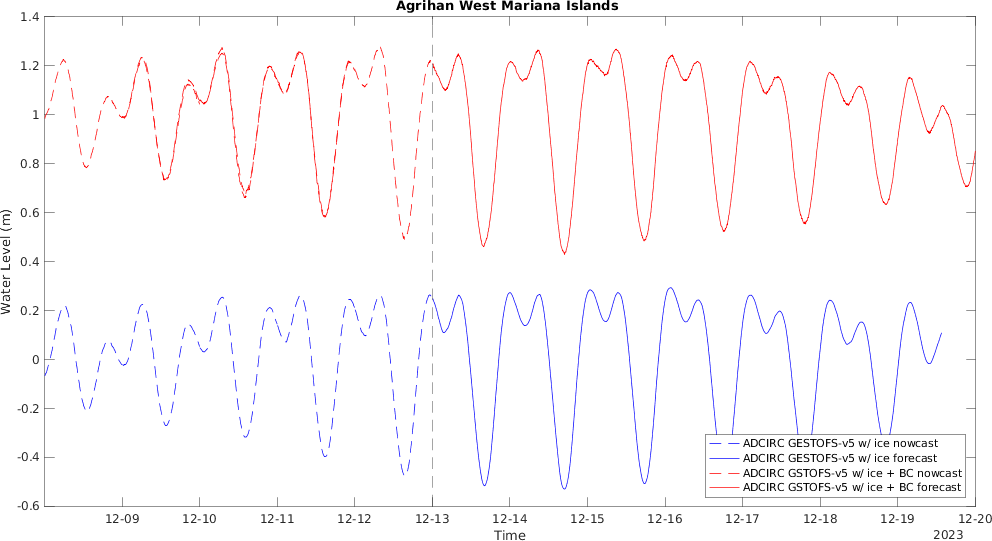 Agrihan West Mariana Islands
1.4
1.2
1
0.8
0.6
0.4
0.2
0
-0.2
-0.4
-0.6
Water Level (m)
ADCIRC GESTOFS-v5 w/ ice nowcast
ADCIRC GESTOFS-v5 w/ ice forecast
ADCIRC GSTOFS-v5 w/ ice + BC nowcast
ADCIRC GSTOFS-v5 w/ ice + BC forecast
12-09 12-10 12-11 12-12 12-13 12-14 12-15 12-16 12-17 12-18 12-19 12-20
Time
2023